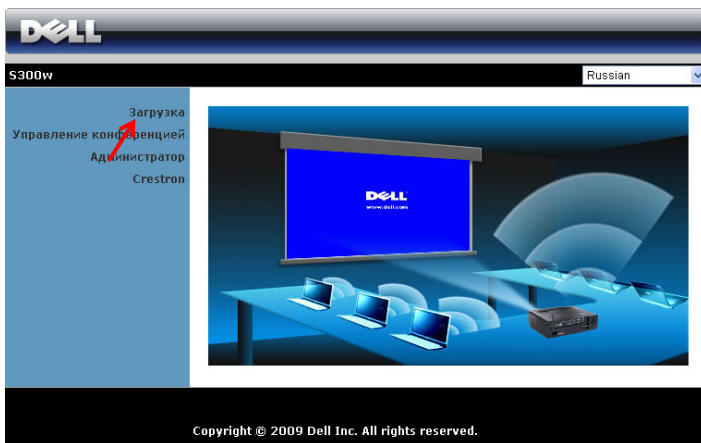 DELL
S300w
Russian
Загрузка
Управление конференцией
Администратор
Crestron
DELL
www.dell.com
Copyright © 2009 Dell Inc. All rights reserved.